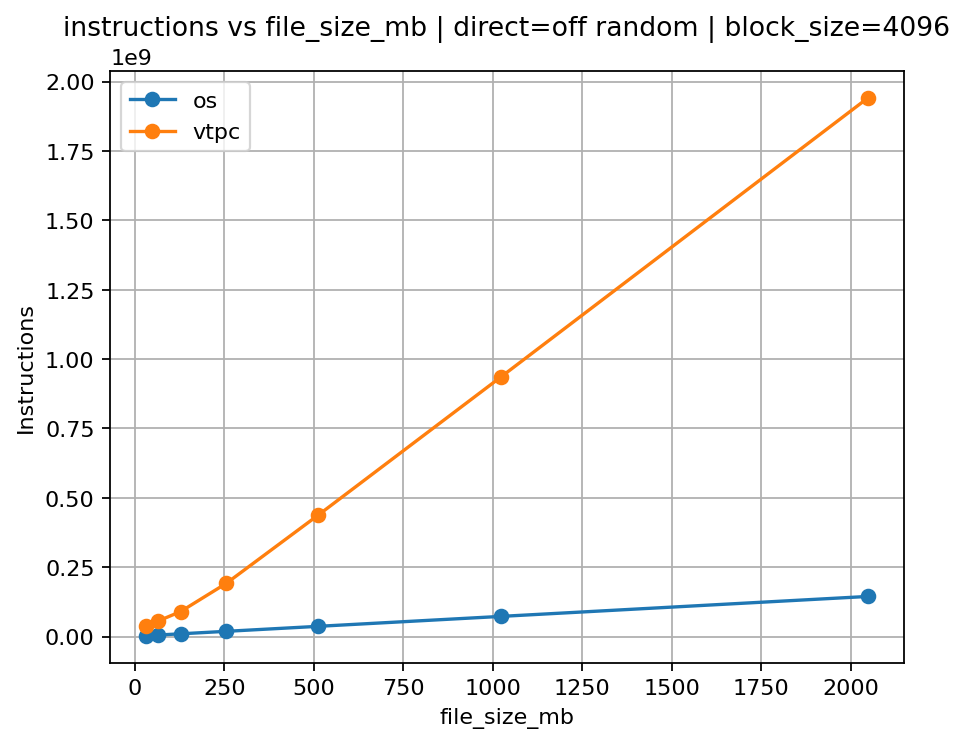 instructions vs file_size_mb | direct=off random | block_size=4096
1e9
2.00
1.75
1.50
1.25
1.00
0.75
0.50
0.25
0.00
Instructions
os
vtpc
0 250 500 750 1000 1250 1500 1750 2000
file_size_mb